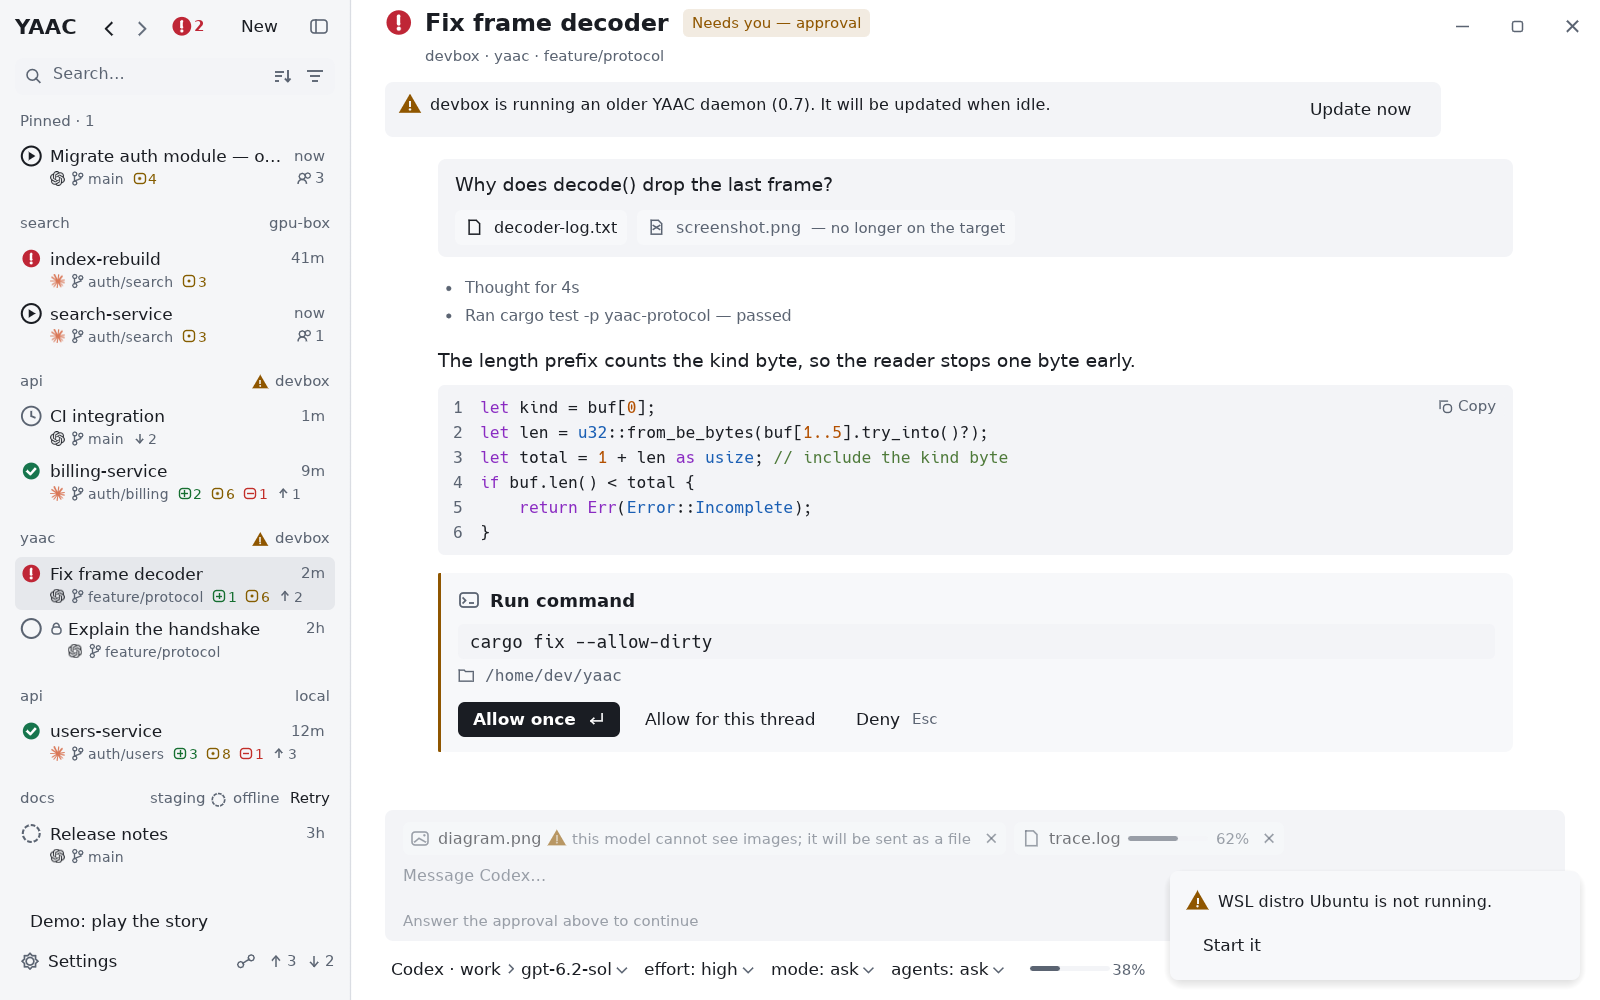 YAAC 2 New
Search...
Pinned · 1
Migrate auth module — o... now
main 4 3
search gpu-box
index-rebuild 41m
auth/search 3
search-service now
auth/search 3 1
api devbox
CI integration 1m
main 2
billing-service 9m
auth/billing 2 6 1 1
yaac devbox
Fix frame decoder 2m
feature/protocol 1 6 2
Explain the handshake 2h
feature/protocol
api local
users-service 12m
auth/users 3 8 1 3
docs staging offline Retry
Release notes 3h
main
Demo: play the story
Settings 3 2
Fix frame decoder Needs you — approval
devbox · yaac · feature/protocol
devbox is running an older YAAC daemon (0.7). It will be updated when idle. Update now
Why does decode() drop the last frame?
decoder-log.txt screenshot.png — no longer on the target
• Thought for 4s
• Ran cargo test -p yaac-protocol — passed
The length prefix counts the kind byte, so the reader stops one byte early.
Copy
1 let kind = buf[0];
2 let len = u32::from_be_bytes(buf[1..5].try_into()?);
3 let total = 1 + len as usize; // include the kind byte
4 if buf.len() < total {
5     return Err(Error::Incomplete);
6 }
Run command
cargo fix --allow-dirty
/home/dev/yaac
Allow once Allow for this thread Deny Esc
diagram.png this model cannot see images; it will be sent as a file trace.log 62%
Message Codex...
Answer the approval above to continue
Codex · work gpt-6.2-sol effort: high mode: ask agents: ask 38%
WSL distro Ubuntu is not running.
Start it